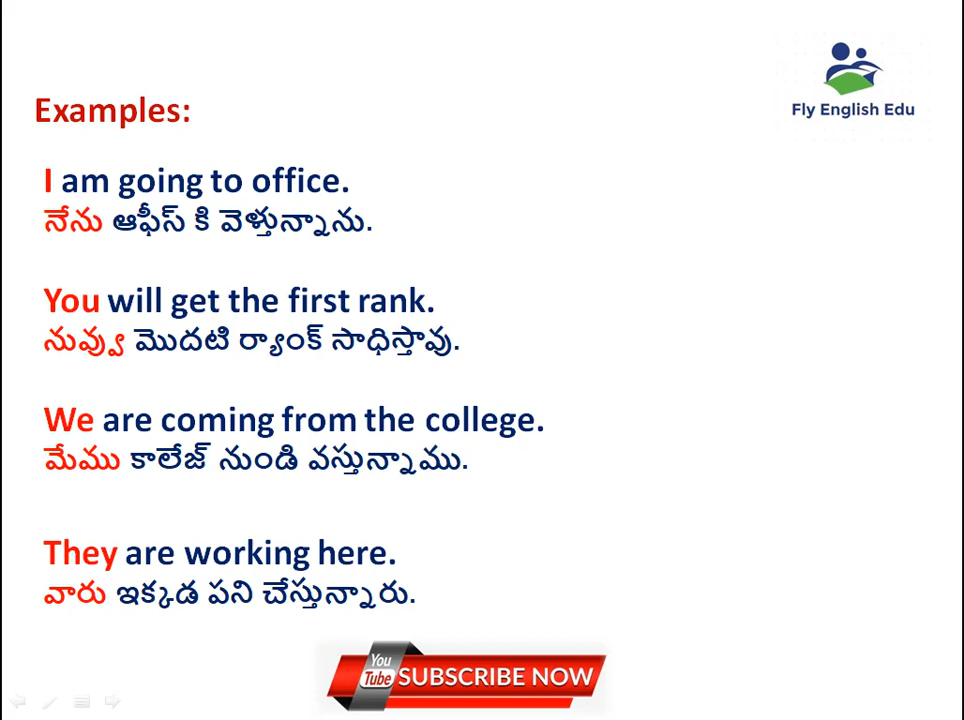 Fly English Edu
Examples:
I am going to office.
నేను ఆఫీస్ కి వెళ్తున్నాను.
You will get the first rank.
నువ్వు మొదటి ర్యాంక్ సాధిస్తావు.
We are coming from the college.
మేము కాలేజ్ నుండి వస్తున్నాము.
They are working here.
వారు ఇక్కడ పని చేస్తున్నారు.
You
Tube SUBSCRIBE NOW